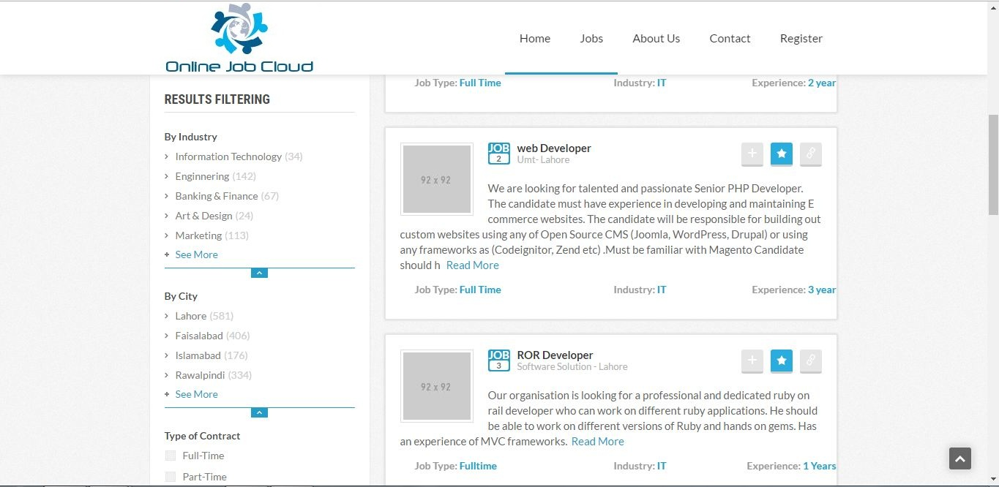 Online Job Cloud
Home
Jobs
About Us
Contact
Register
RESULTS FILTERING
By Industry
Information Technology (34)
Enginnering (142)
Banking & Finance (67)
Art & Design (24)
Marketing (113)
See More
By City
Lahore (581)
Faisalabad (406)
Islamabad (176)
Rawalpindi (334)
See More
Type of Contract
Full-Time
Part-Time
Job Type: Full Time
Industry: IT
Experience: 2 year
92 x 92
JOB
2
web Developer
Umt- Lahore
We are looking for talented and passionate Senior PHP Developer.
The candidate must have experience in developing and maintaining E
commerce websites. The candidate will be responsible for building out
custom websites using any of Open Source CMS (Joomla, WordPress, Drupal) or using
any frameworks as (Codeignitor, Zend etc) .Must be familiar with Magento Candidate
should h Read More
Job Type: Full Time
Industry: IT
Experience: 3 year
92 x 92
JOB
3
ROR Developer
Software Solution - Lahore
Our organisation is looking for a professional and dedicated ruby on
rail developer who can work on different ruby applications. He should
be able to work on different versions of Ruby and hands on gems. Has
an experience of MVC frameworks. Read More
Job Type: Fulltime
Industry: IT
Experience: 1 Years